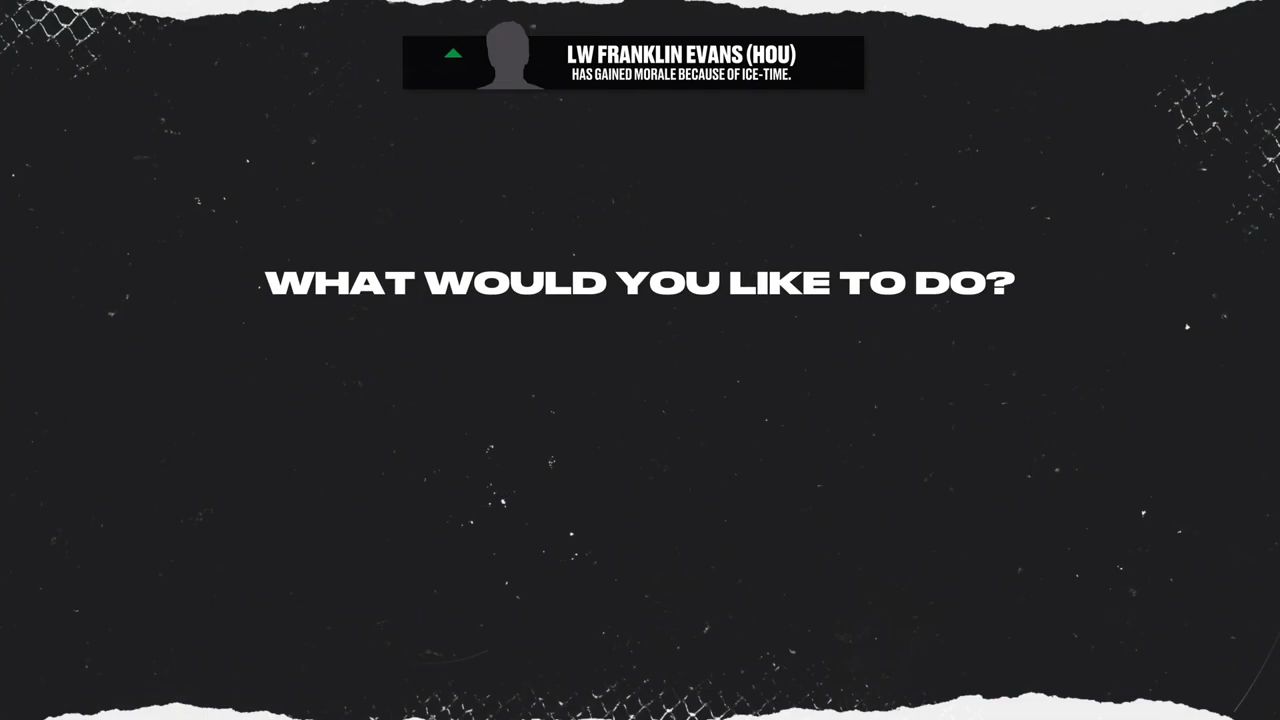 LW FRANKLIN EVANS (HOU)
HAS GAINED MORALE BECAUSE OF ICE-TIME.
WHAT WOULD YOU LIKE TO DO?